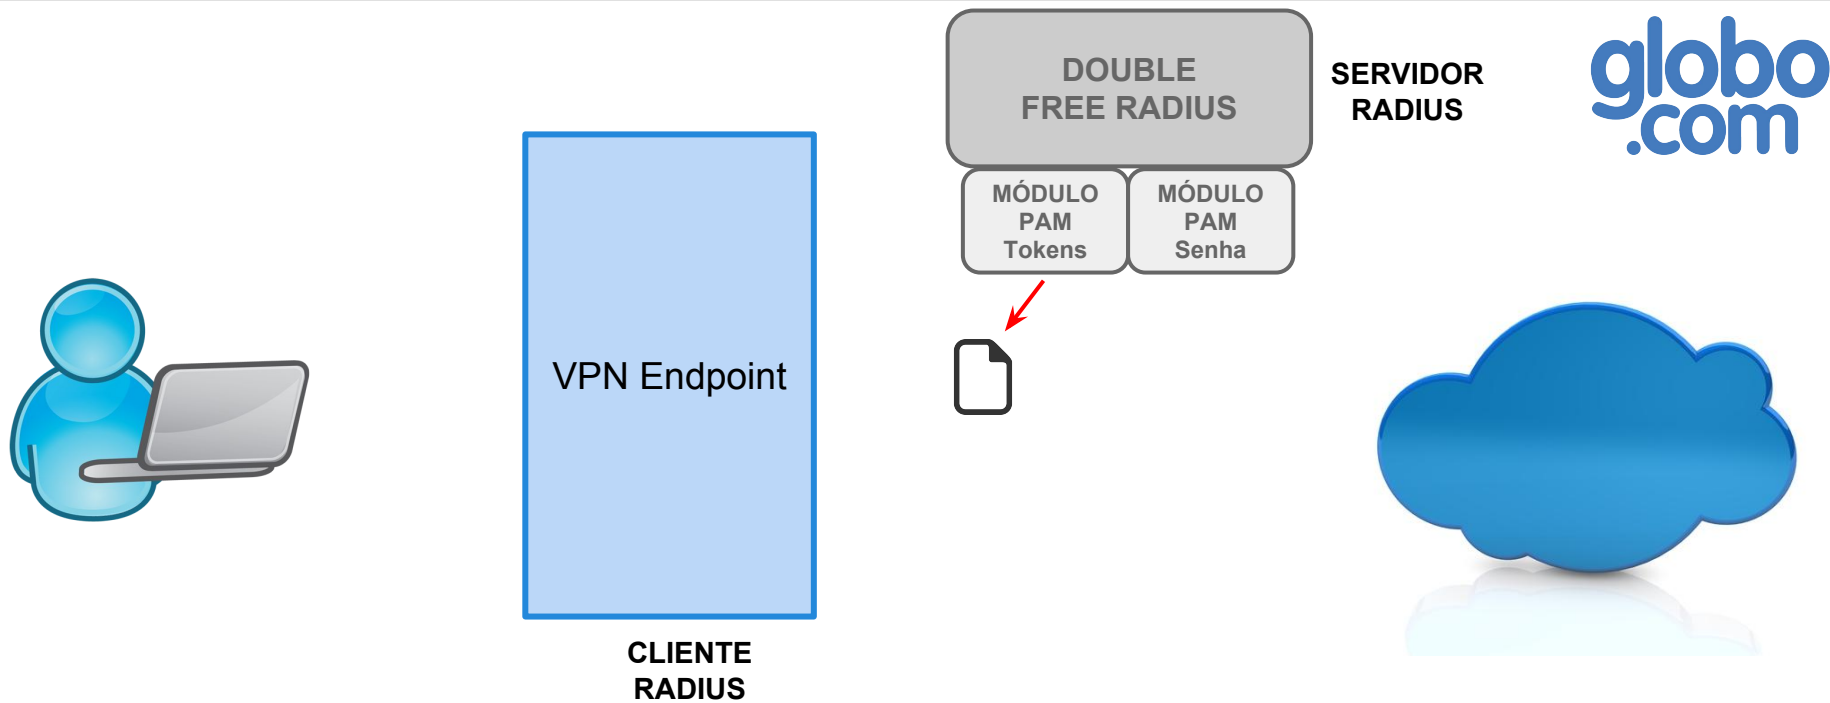 DOUBLE
FREE RADIUS
SERVIDOR
RADIUS
globo
.com
MÓDULO
PAM
Tokens
MÓDULO
PAM
Senha
VPN Endpoint
CLIENTE
RADIUS